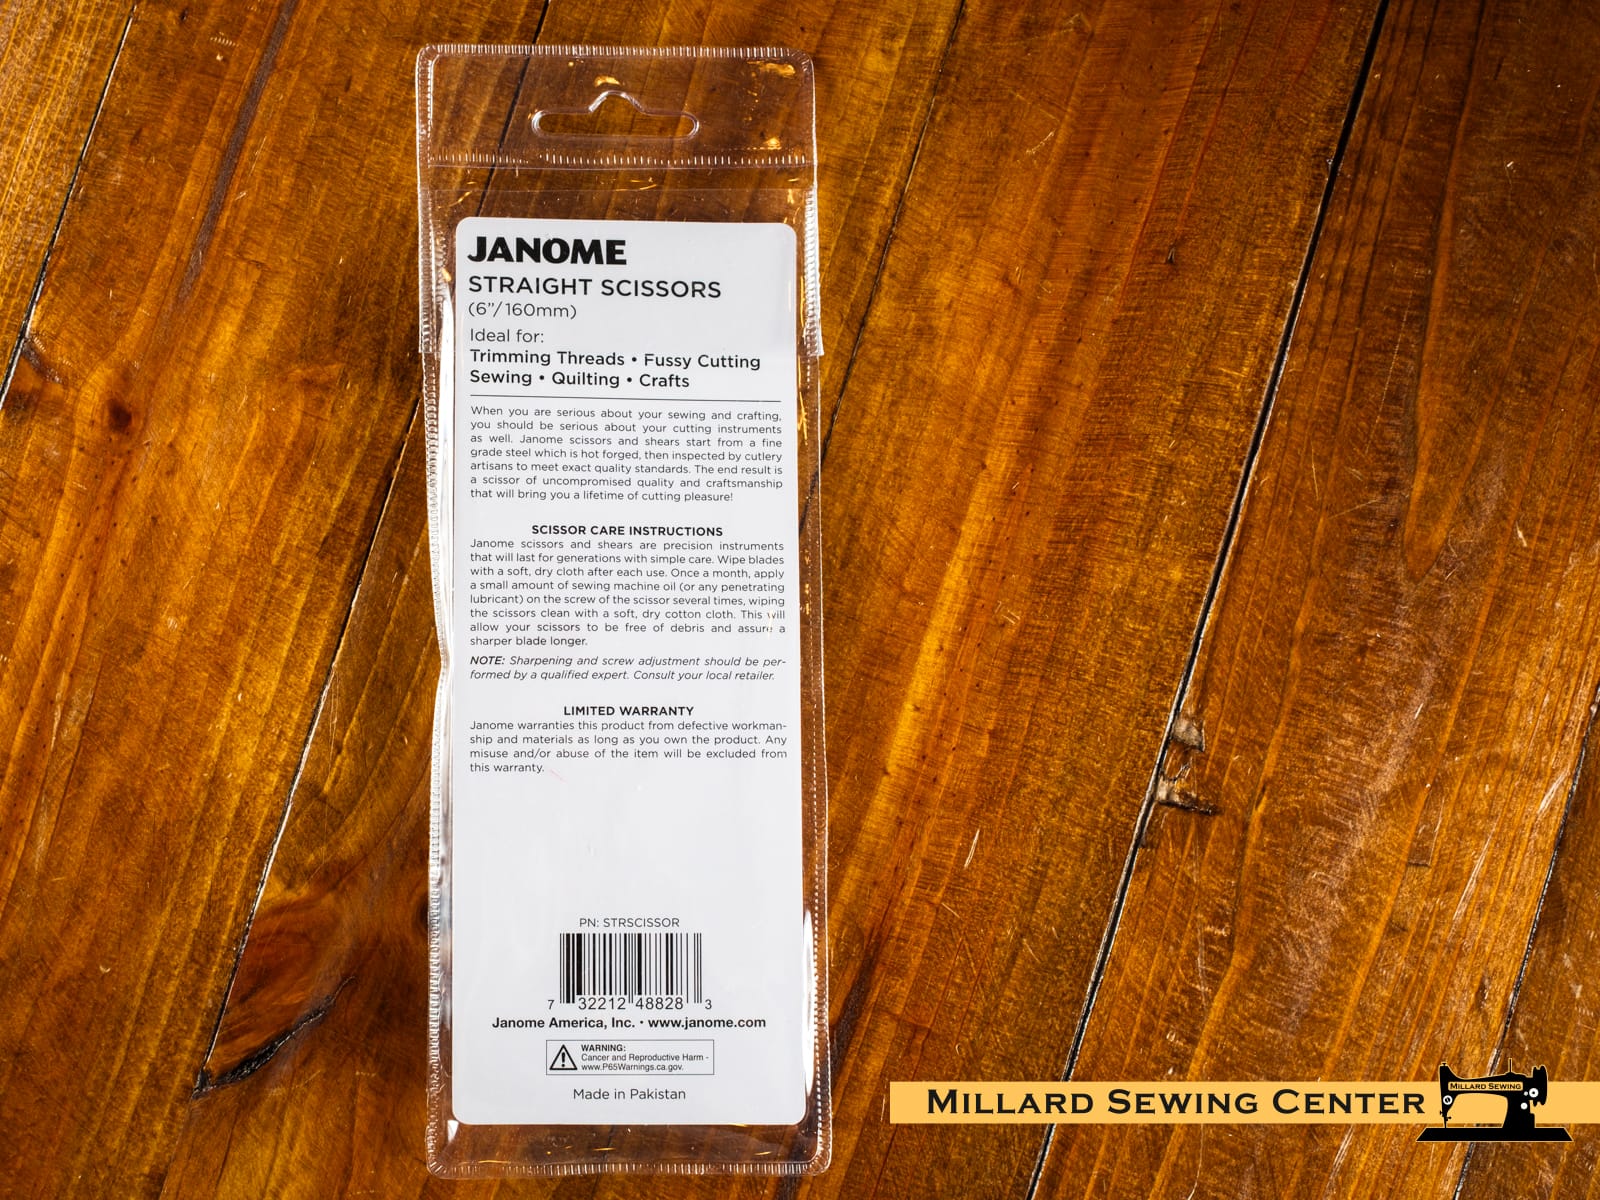 JANOME
STRAIGHT SCISSORS
(6”/160mm)
Ideal for:
Trimming Threads • Fussy Cutting
Sewing • Quilting • Crafts
When you are serious about your sewing and crafting,
you should be serious about your cutting instruments
as well. Janome scissors and shears start from a fine
grade steel which is hot forged, then inspected by cutlery
artisans to meet exact quality standards. The end result is
a scissor of uncompromised quality and craftsmanship
that will bring you a lifetime of cutting pleasure!
SCISSOR CARE INSTRUCTIONS
Janome scissors and shears are precision instruments
that will last for generations with simple care. Wipe blades
with a soft, dry cloth after each use. Once a month, apply
a small amount of sewing machine oil (or any penetrating
lubricant) on the screw of the scissor several times, wiping
the scissors clean with a soft, dry cotton cloth. This will
allow your scissors to be free of debris and assure a
sharper blade longer.
NOTE: Sharpening and screw adjustment should be per-
formed by a qualified expert. Consult your local retailer.
LIMITED WARRANTY
Janome warranties this product from defective workman-
ship and materials as long as you own the product. Any
misuse and/or abuse of the item will be excluded from
this warranty.
PN: STRSCISSOR
7 32212 48828 3
Janome America, Inc. • www.janome.com
WARNING:
Cancer and Reproductive Harm -
www.P65Warnings.ca.gov.
Made in Pakistan
MILLARD SEWING CENTER
MILLARD SEWING